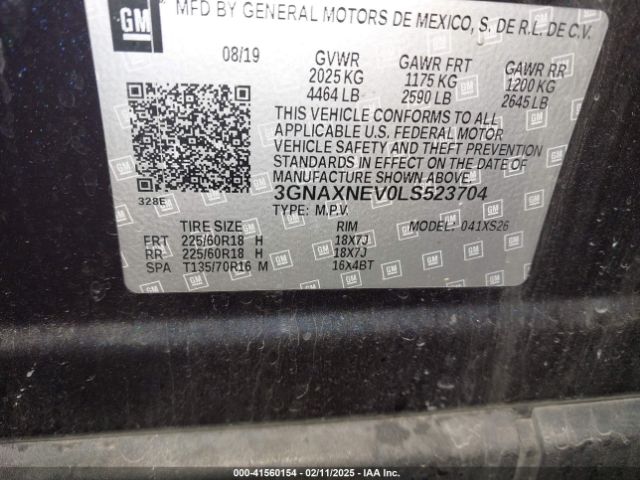 GM
MFD BY GENERAL MOTORS DE MEXICO, S. DE R.L. DE C.V.
08/19 GVWR GAWR FRT GAWR RR
2025 KG 1175 KG 1200 KG
4464 LB 2590 LB 2645 LB
THIS VEHICLE CONFORMS TO ALL
APPLICABLE U.S. FEDERAL MOTOR
VEHICLE SAFETY AND THEFT PREVENTION
STANDARDS IN EFFECT ON THE DATE OF
MANUFACTURE SHOWN ABOVE.
3GNAXNEV0LS523704
328E TYPE: M.P.V.
TIRE SIZE RIM MODEL: 041XS26
FRT 225/60R18 H 18X7J
RR 225/60R18 H 18X7J
SPA T135/70R16 M 16X4BT
000-41560154 - 02/11/2025 - IAA Inc.